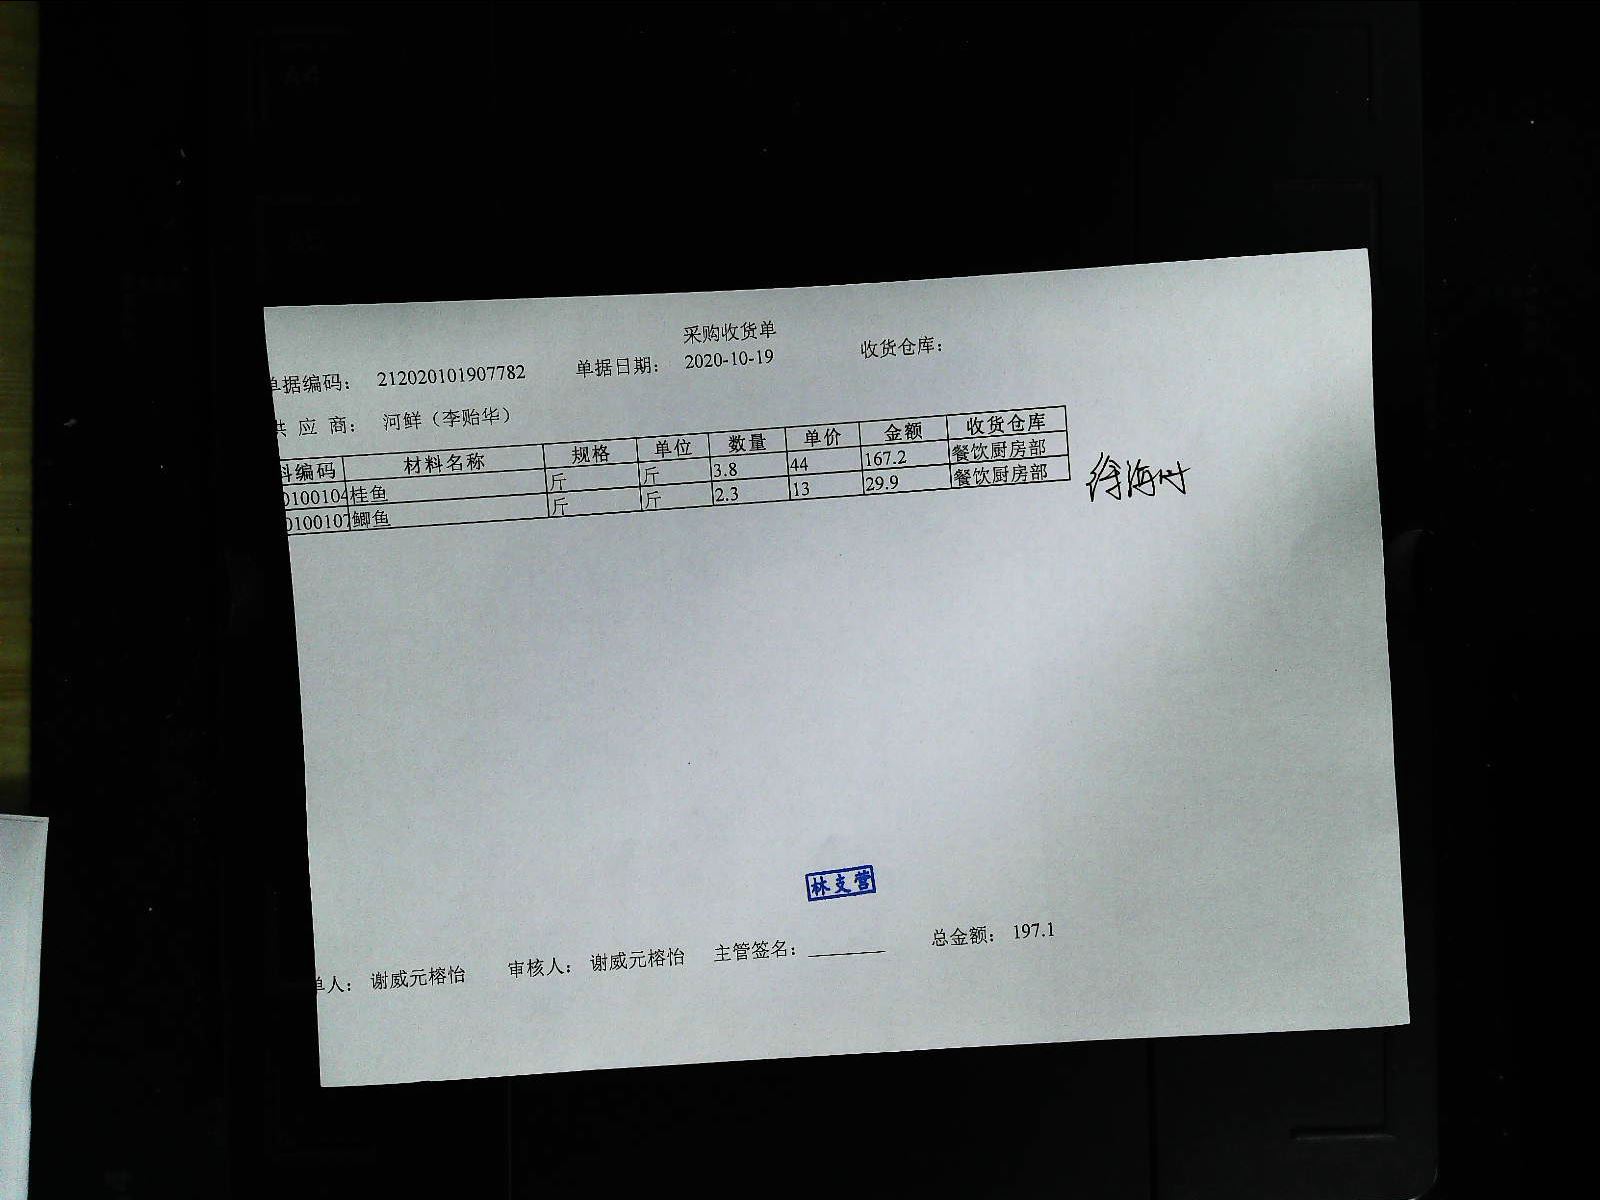 采购收货单
单据编码： 212020101907782 单据日期： 2020-10-19 收货仓库：
供 应 商： 河鲜（李贻华）
料编码 材料名称 规格 单位 数量 单价 金额 收货仓库
0100104 桂鱼 斤 斤 3.8 44 167.2 餐饮厨房部
0100107 鲫鱼 斤 斤 2.3 13 29.9 餐饮厨房部
林支营
单人： 谢威元榕怡 审核人： 谢威元榕怡 主管签名： 总金额： 197.1